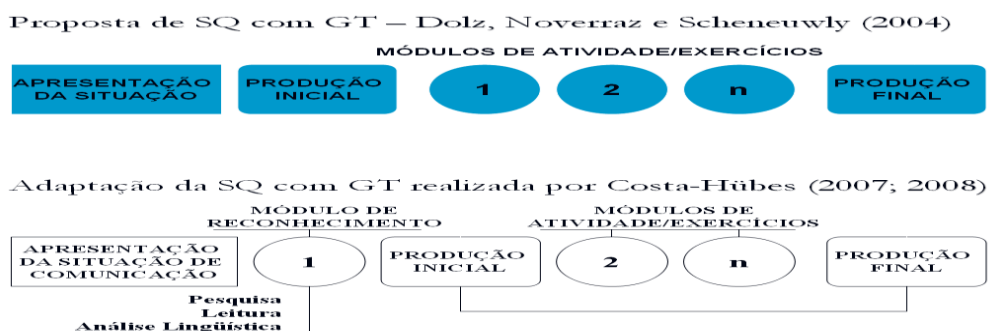 Proposta de SQ com GT – Dolz, Noverraz e Scheneuwly (2004)
MÓDULOS DE ATIVIDADE/EXERCÍCIOS
APRESENTAÇÃO
DA SITUAÇÃO
PRODUÇÃO
INICIAL
1
2
n
PRODUÇÃO
FINAL
Adaptação da SQ com GT realizada por Costa-Hübes (2007; 2008)
MÓDULO DE
RECONHECIMENTO
MÓDULOS DE
ATIVIDADE/EXERCÍCIOS
APRESENTAÇÃO
DA SITUAÇÃO DE
COMUNICAÇÃO
1
PRODUÇÃO
INICIAL
2
n
PRODUÇÃO
FINAL
Pesquisa
Leitura
Análise Lingüística